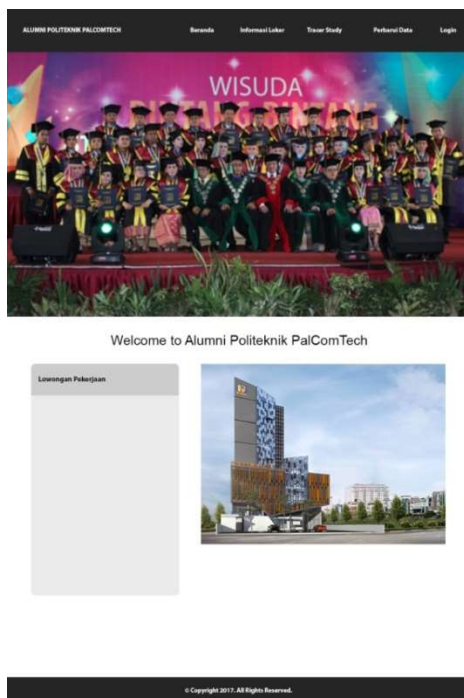 ALUMNI POLITEKNIK PALCOMTECH Beranda Informasi Loker Tracer Study Perbarui Data Login
WISUDA
Welcome to Alumni Politeknik PalComTech
Lowongan Pekerjaan
© Copyright 2017. All Rights Reserved.